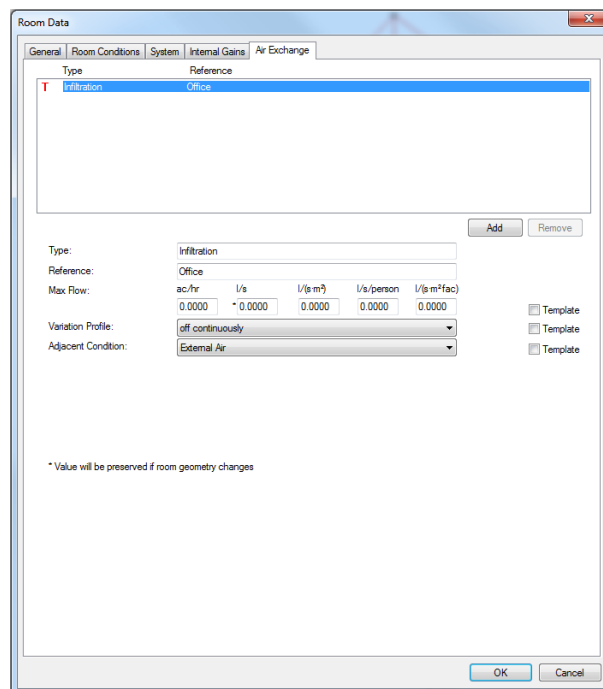 Room Data
General Room Conditions System Internal Gains Air Exchange
Type Reference
T Infiltration Office
Add Remove
Type: Infiltration
Reference: Office
Max Flow: ac/hr l/s l/(s·m²) l/s/person l/(s·m²fac)
0.0000 * 0.0000 0.0000 0.0000 0.0000 Template
Variation Profile: off continuously Template
Adjacent Condition: External Air Template
* Value will be preserved if room geometry changes
OK Cancel